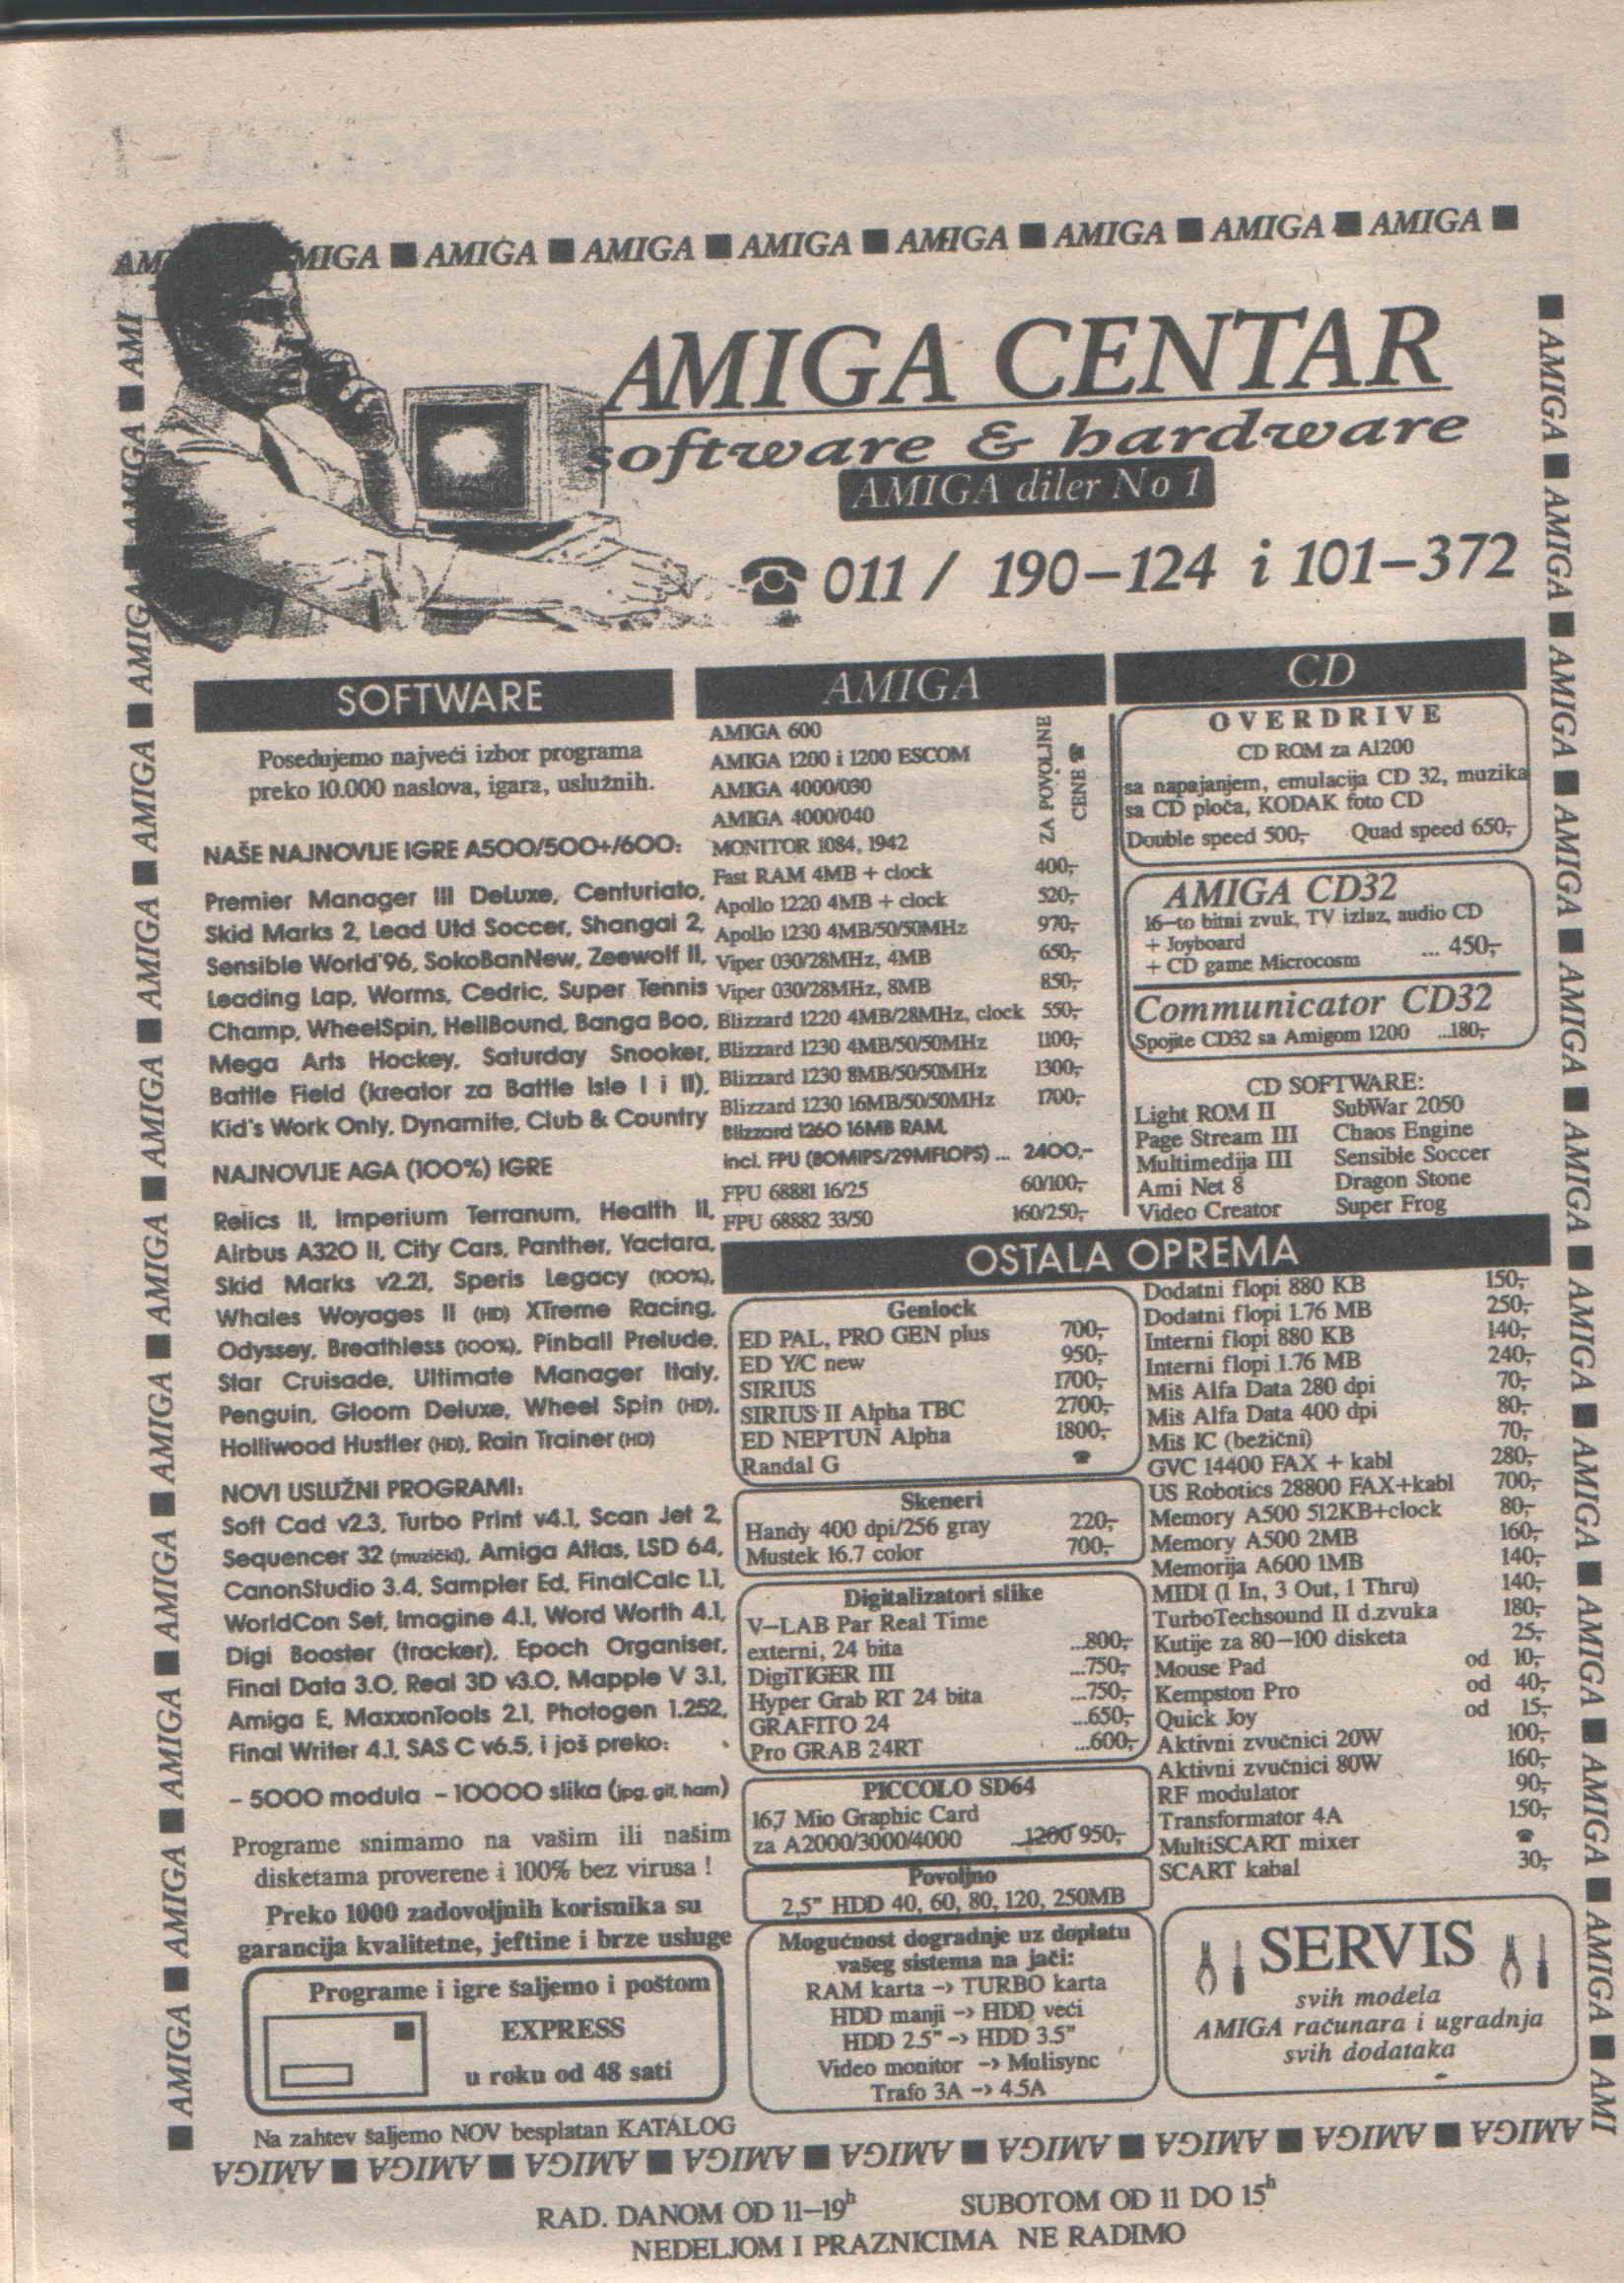 AMIGA ■ AMIGA ■ AMIGA ■ AMIGA ■ AMIGA ■ AMIGA ■ AMIGA ■ AMIGA ■
AMIGA CENTAR
software & hardware
AMIGA diler No 1
☎ 011 / 190-124 i 101-372
SOFTWARE
Posedujemo najveći izbor programa
preko 10.000 naslova, igara, uslužnih.
NAŠE NAJNOVIJE IGRE A500/500+/600:
Premier Manager III DeLuxe, Centuriato,
Skid Marks 2, Lead Utd Soccer, Shangai 2,
Sensible World'96, SokoBanNew, Zeewolf II,
Leading Lap, Worms, Cedric, Super Tennis
Champ, WheelSpin, HellBound, Banga Boo,
Mega Arts Hockey, Saturday Snooker,
Battle Field (kreator za Battle Isle I i II),
Kid's Work Only, Dynamite, Club & Country
NAJNOVIJE AGA (100%) IGRE
Relics II, Imperium Terranum, Health II,
Airbus A320 II, City Cars, Panther, Yactara,
Skid Marks v2.21, Speris Legacy (100%),
Whales Woyages II (HD) XTreme Racing,
Odyssey, Breathless (100%), Pinball Prelude,
Star Cruisade, Ultimate Manager Italy,
Penguin, Gloom Deluxe, Wheel Spin (HD),
Holliwood Hustler (HD), Rain Trainer (HD)
NOVI USLUŽNI PROGRAMI:
Soft Cad v2.3, Turbo Print v4.1, Scan Jet 2,
Sequencer 32 (muzički), Amiga Atlas, LSD 64,
CanonStudio 3.4, Sampler Ed, FinalCalc 1.1,
WorldCon Set, Imagine 4.1, Word Worth 4.1,
Digi Booster (tracker), Epoch Organiser,
Final Data 3.0, Real 3D v3.0, Mapple V 3.1,
Amiga E, MaxxonTools 2.1, Photogen 1.252,
Final Writer 4.1, SAS C v6.5, i još preko:
- 5000 modula - 10000 slika (jpg, gif, ham)
Programe snimamo na vašim ili našim
disketama proverene i 100% bez virusa !
Preko 1000 zadovoljnih korisnika su
garancija kvalitetne, jeftine i brze usluge
Programe i igre šaljemo i poštom
EXPRESS
u roku od 48 sati
Na zahtev šaljemo NOV besplatan KATALOG
AMIGA
AMIGA 600
AMIGA 1200 i 1200 ESCOM
AMIGA 4000/030
AMIGA 4000/040
MONITOR 1084, 1942
ZA POVOLJNE
CENE ☎
Fast RAM 4MB + clock 400,-
Apollo 1220 4MB + clock 520,-
Apollo 1230 4MB/50/50MHz 970,-
Viper 030/28MHz, 4MB 650,-
Viper 030/28MHz, 8MB 850,-
Blizzard 1220 4MB/28MHz, clock 550,-
Blizzard 1230 4MB/50/50MHz 1100,-
Blizzard 1230 8MB/50/50MHz 1300,-
Blizzard 1230 16MB/50/50MHz 1700,-
Blizzard 1260 16MB RAM,
incl. FPU (80MIPS/29MFLOPS) ... 2400,-
FPU 68881 16/25 60/100,-
FPU 68882 33/50 160/250,-
CD
OVERDRIVE
CD ROM za A1200
sa napajanjem, emulacija CD 32, muzika
sa CD ploča, KODAK foto CD
Double speed 500,- Quad speed 650,-
AMIGA CD32
16-to bitni zvuk, TV izlaz, audio CD
+ Joyboard
+ CD game Microcosm ... 450,-
Communicator CD32
Spojite CD32 sa Amigom 1200 ...180,-
CD SOFTWARE:
Light ROM II SubWar 2050
Page Stream III Chaos Engine
Multimedija III Sensible Soccer
Ami Net 8 Dragon Stone
Video Creator Super Frog
OSTALA OPREMA
Genlock
ED PAL, PRO GEN plus 700,-
ED Y/C new 950,-
SIRIUS 1700,-
SIRIUS II Alpha TBC 2700,-
ED NEPTUN Alpha 1800,-
Randal G ☎
Skeneri
Handy 400 dpi/256 gray 220,-
Mustek 16.7 color 700,-
Digitalizatori slike
V-LAB Par Real Time
externi, 24 bita ...800,-
DigiTIGER III ...750,-
Hyper Grab RT 24 bita ...750,-
GRAFITO 24 ...650,-
Pro GRAB 24RT ...600,-
PICCOLO SD64
16,7 Mio Graphic Card
za A2000/3000/4000 1200 950,-
Povoljno
2,5" HDD 40, 60, 80, 120, 250MB
Mogućnost dogradnje uz doplatu
vašeg sistema na jači:
RAM karta -> TURBO karta
HDD manji -> HDD veći
HDD 2.5" -> HDD 3.5"
Video monitor -> Mulisync
Trafo 3A -> 4.5A
Dodatni flopi 880 KB 150,-
Dodatni flopi 1.76 MB 250,-
Interni flopi 880 KB 140,-
Interni flopi 1.76 MB 240,-
Miš Alfa Data 280 dpi 70,-
Miš Alfa Data 400 dpi 80,-
Miš IC (bežični) 70,-
GVC 14400 FAX + kabl 280,-
US Robotics 28800 FAX+kabl 700,-
Memory A500 512KB+clock 80,-
Memory A500 2MB 160,-
Memorija A600 1MB 140,-
MIDI (1 In, 3 Out, 1 Thru) 140,-
TurboTechsound II d.zvuka 180,-
Kutije za 80-100 disketa 25,-
Mouse Pad od 10,-
Kempston Pro od 40,-
Quick Joy od 15,-
Aktivni zvučnici 20W 100,-
Aktivni zvučnici 80W 160,-
RF modulator 90,-
Transformator 4A 150,-
MultiSCART mixer ☎
SCART kabal 30,-
SERVIS
svih modela
AMIGA računara i ugradnja
svih dodataka
■ AMIGA ■ AMIGA ■ AMIGA ■ AMIGA ■ AMIGA ■ AMIGA ■ AMIGA ■ AMIGA ■ AMIGA ■ AMIGA ■ AMIGA ■ AMI
■ AMIGA ■ AMIGA ■ AMIGA ■ AMIGA ■ AMIGA ■ AMIGA ■ AMIGA ■ AMIGA ■ AMIGA ■ AMIGA ■ AMIGA ■ AMI
AMIGA ■ AMIGA ■ AMIGA ■ AMIGA ■ AMIGA ■ AMIGA ■ AMIGA ■ AMIGA ■ AMIGA
RAD. DANOM OD 11-19h SUBOTOM OD 11 DO 15h
NEDELJOM I PRAZNICIMA NE RADIMO